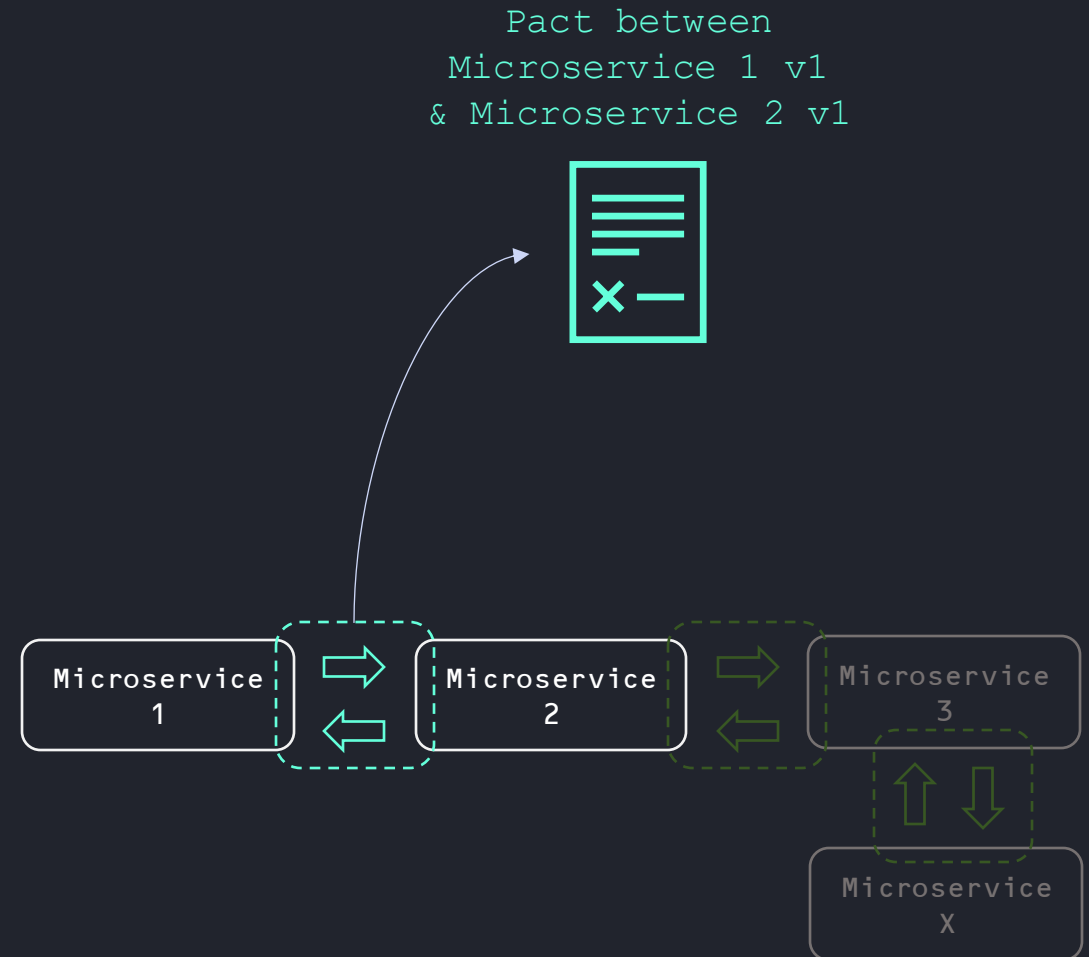 Pact between
Microservice 1 v1
& Microservice 2 v1
Microservice
1
Microservice
2
Microservice
3
Microservice
X